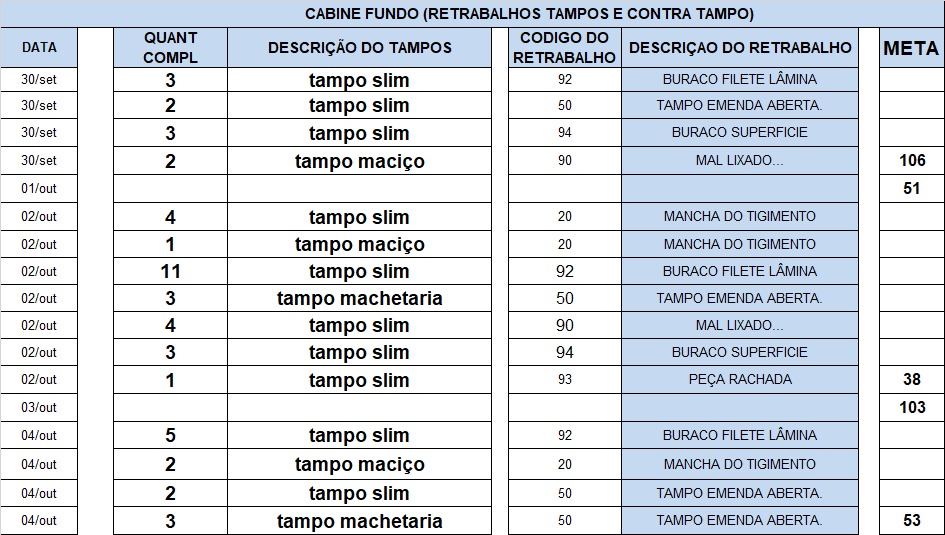 CABINE FUNDO (RETRABALHOS TAMPOS E CONTRA TAMPO)
DATA QUANT COMPL DESCRIÇÃO DO TAMPOS CODIGO DO RETRABALHO DESCRIÇAO DO RETRABALHO META
30/set 3 tampo slim 92 BURACO FILETE LÂMINA
30/set 2 tampo slim 50 TAMPO EMENDA ABERTA.
30/set 3 tampo slim 94 BURACO SUPERFICIE
30/set 2 tampo maciço 90 MAL LIXADO... 106
01/out 51
02/out 4 tampo slim 20 MANCHA DO TIGIMENTO
02/out 1 tampo maciço 20 MANCHA DO TIGIMENTO
02/out 11 tampo slim 92 BURACO FILETE LÂMINA
02/out 3 tampo machetaria 50 TAMPO EMENDA ABERTA.
02/out 4 tampo slim 90 MAL LIXADO...
02/out 3 tampo slim 94 BURACO SUPERFICIE
02/out 1 tampo slim 93 PEÇA RACHADA 38
03/out 103
04/out 5 tampo slim 92 BURACO FILETE LÂMINA
04/out 2 tampo maciço 20 MANCHA DO TIGIMENTO
04/out 2 tampo slim 50 TAMPO EMENDA ABERTA.
04/out 3 tampo machetaria 50 TAMPO EMENDA ABERTA. 53